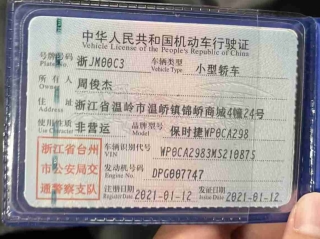 中华人民共和国机动车行驶证
Vehicle License of the People's Republic of China
号牌号码 浙JM00C3 车辆类型 小型轿车
Plate No. Vehicle Type
所有人 周俊杰
Owner
住址 浙江省温岭市温峤镇锦峤商城4幢24号
Address
使用性质 非营运 品牌型号 保时捷WP0CA298
Use Character Model
浙江省台州
市公安局交
通警察支队
车辆识别代号 WP0CA2983MS210875
VIN
发动机号码 DPG007747
Engine No.
注册日期 2021-01-12 发证日期 2021-01-12
Register Date Issue Date